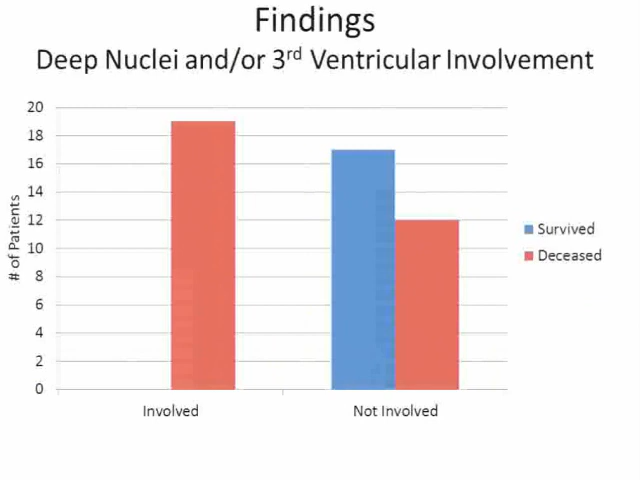 Findings
Deep Nuclei and/or 3rd Ventricular Involvement
20
18
16
14
12
10
8
6
4
2
0
# of Patients
Involved
Not Involved
Survived
Deceased